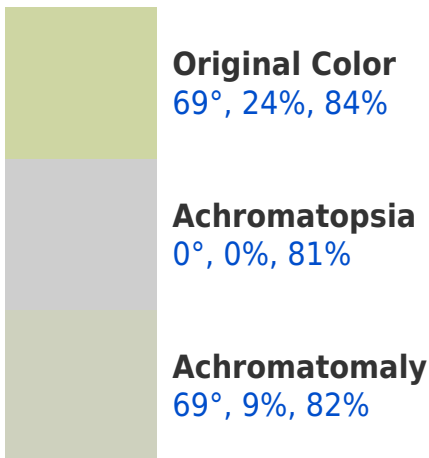 Original Color
69°, 24%, 84%
Achromatopsia
0°, 0%, 81%
Achromatomaly
69°, 9%, 82%